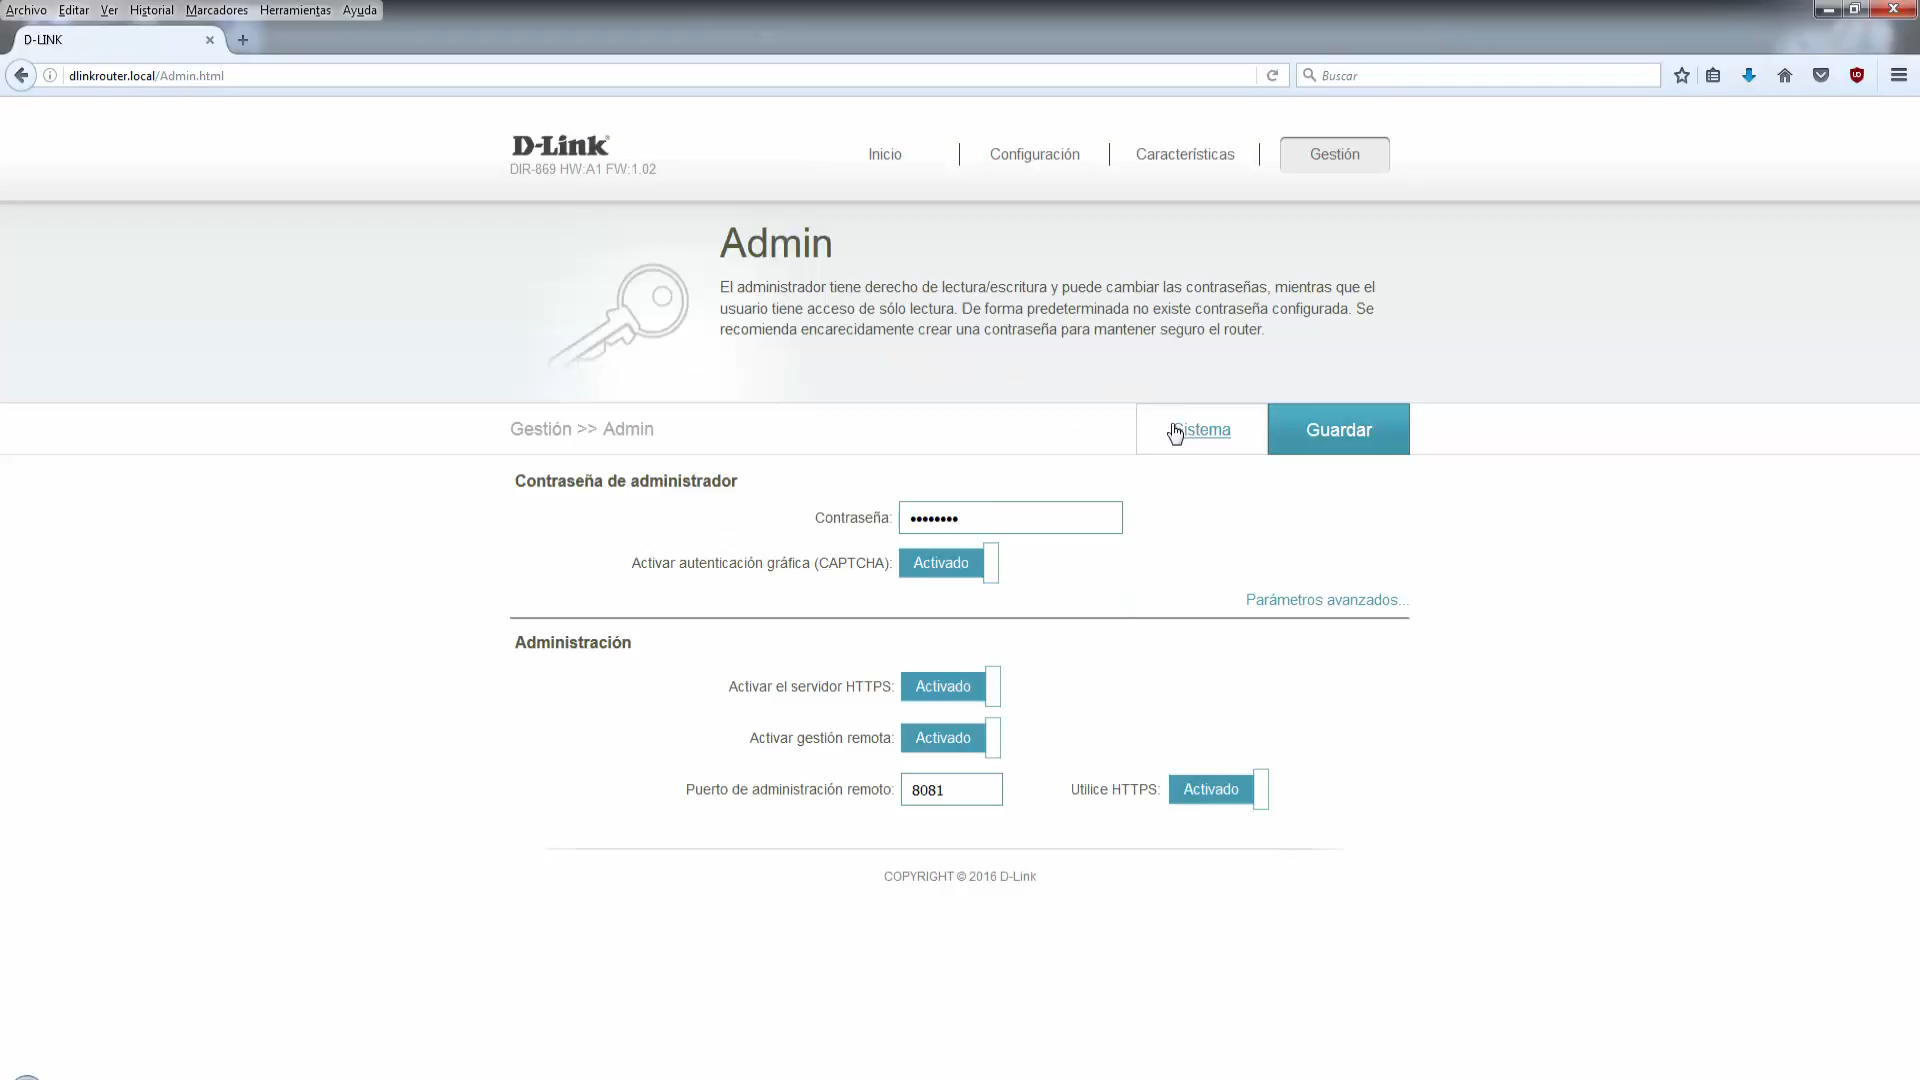 Archivo Editar Ver Historial Marcadores Herramientas Ayuda
D-LINK
dlinkrouter.local/Admin.html
Buscar
D-Link
DIR-869 HW:A1 FW:1.02
Inicio
Configuración
Características
Gestión
Admin
El administrador tiene derecho de lectura/escritura y puede cambiar las contraseñas, mientras que el
usuario tiene acceso de sólo lectura. De forma predeterminada no existe contraseña configurada. Se
recomienda encarecidamente crear una contraseña para mantener seguro el router.
Gestión >> Admin
Sistema
Guardar
Contraseña de administrador
Contraseña: ••••••••
Activar autenticación gráfica (CAPTCHA): Activado
Parámetros avanzados...
Administración
Activar el servidor HTTPS: Activado
Activar gestión remota: Activado
Puerto de administración remoto: 8081 Utilice HTTPS: Activado
COPYRIGHT © 2016 D-Link